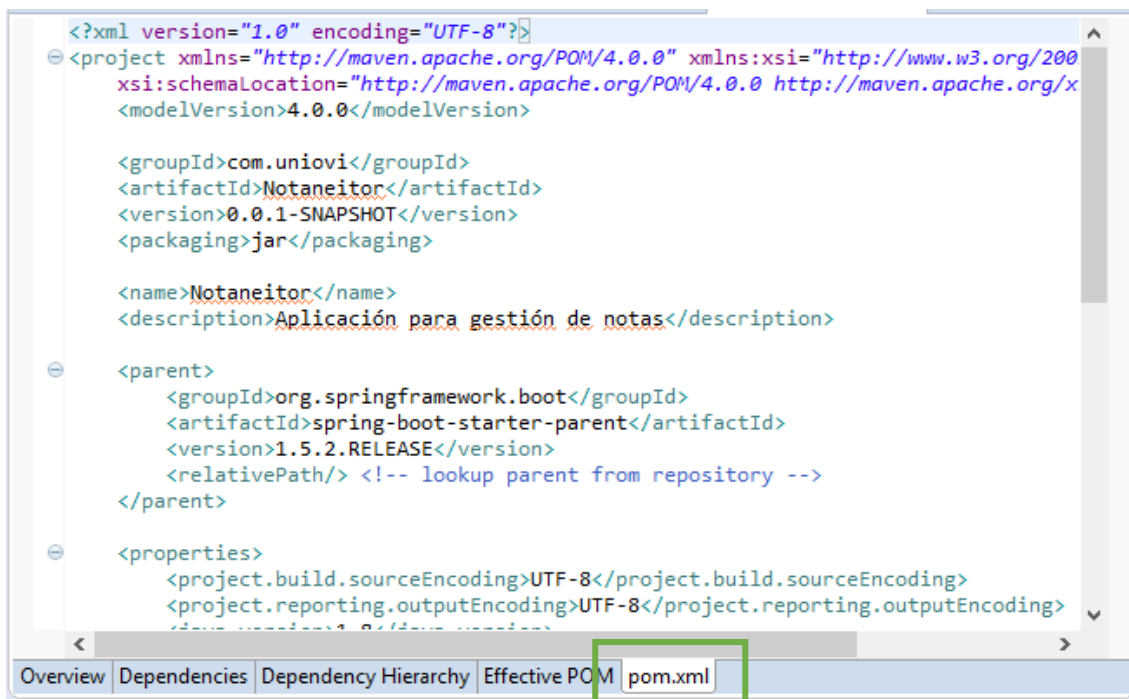 <?xml version="1.0" encoding="UTF-8"?>
<project xmlns="http://maven.apache.org/POM/4.0.0" xmlns:xsi="http://www.w3.org/200
xsi:schemaLocation="http://maven.apache.org/POM/4.0.0 http://maven.apache.org/x
<modelVersion>4.0.0</modelVersion>
<groupId>com.uniovi</groupId>
<artifactId>Notaneitor</artifactId>
<version>0.0.1-SNAPSHOT</version>
<packaging>jar</packaging>
<name>Notaneitor</name>
<description>Aplicación para gestión de notas</description>
<parent>
<groupId>org.springframework.boot</groupId>
<artifactId>spring-boot-starter-parent</artifactId>
<version>1.5.2.RELEASE</version>
<relativePath/> <!-- lookup parent from repository -->
</parent>
<properties>
<project.build.sourceEncoding>UTF-8</project.build.sourceEncoding>
<project.reporting.outputEncoding>UTF-8</project.reporting.outputEncoding>
Overview Dependencies Dependency Hierarchy Effective POM pom.xml